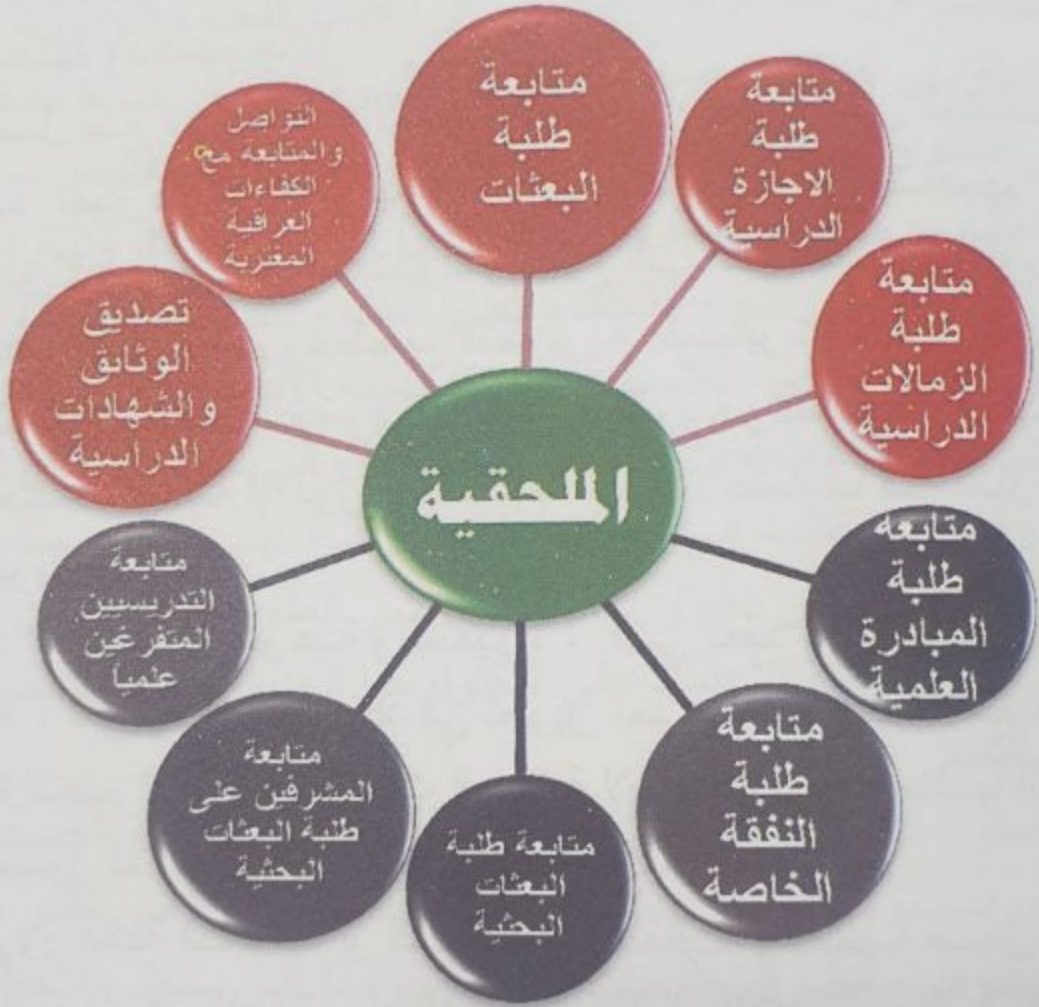 متابعة
طلبة
البعثات
متابعة
طلبة
الاجازة
الدراسية
متابعة
طلبة
الزمالات
الدراسية
متابعة
طلبة
المبادرة
العلمية
متابعة
طلبة
النفقة
الخاصة
متابعة طلبة
البعثات
البحثية
متابعة
المشرفين على
طلبة البعثات
البحثية
متابعة
التدريسيين
المتفرغين
علميا
تصديق
الوثائق
والشهادات
الدراسية
التواصل
والمتابعة مع
الكفاءات
العراقية
المغتربة
الملحقية